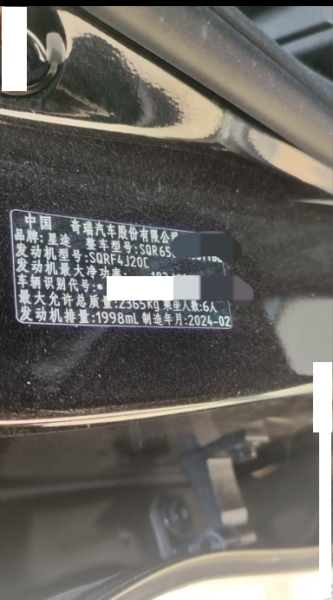 中国 奇瑞汽车股份有限公司
品牌:星途 整车型号:SQR65
发动机型号:SQRF4J20C
发动机最大净功率:
车辆识别代号:
最大允许总质量:2365kg 乘坐人数:6人
发动机排量:1998mL 制造年月:2024-02